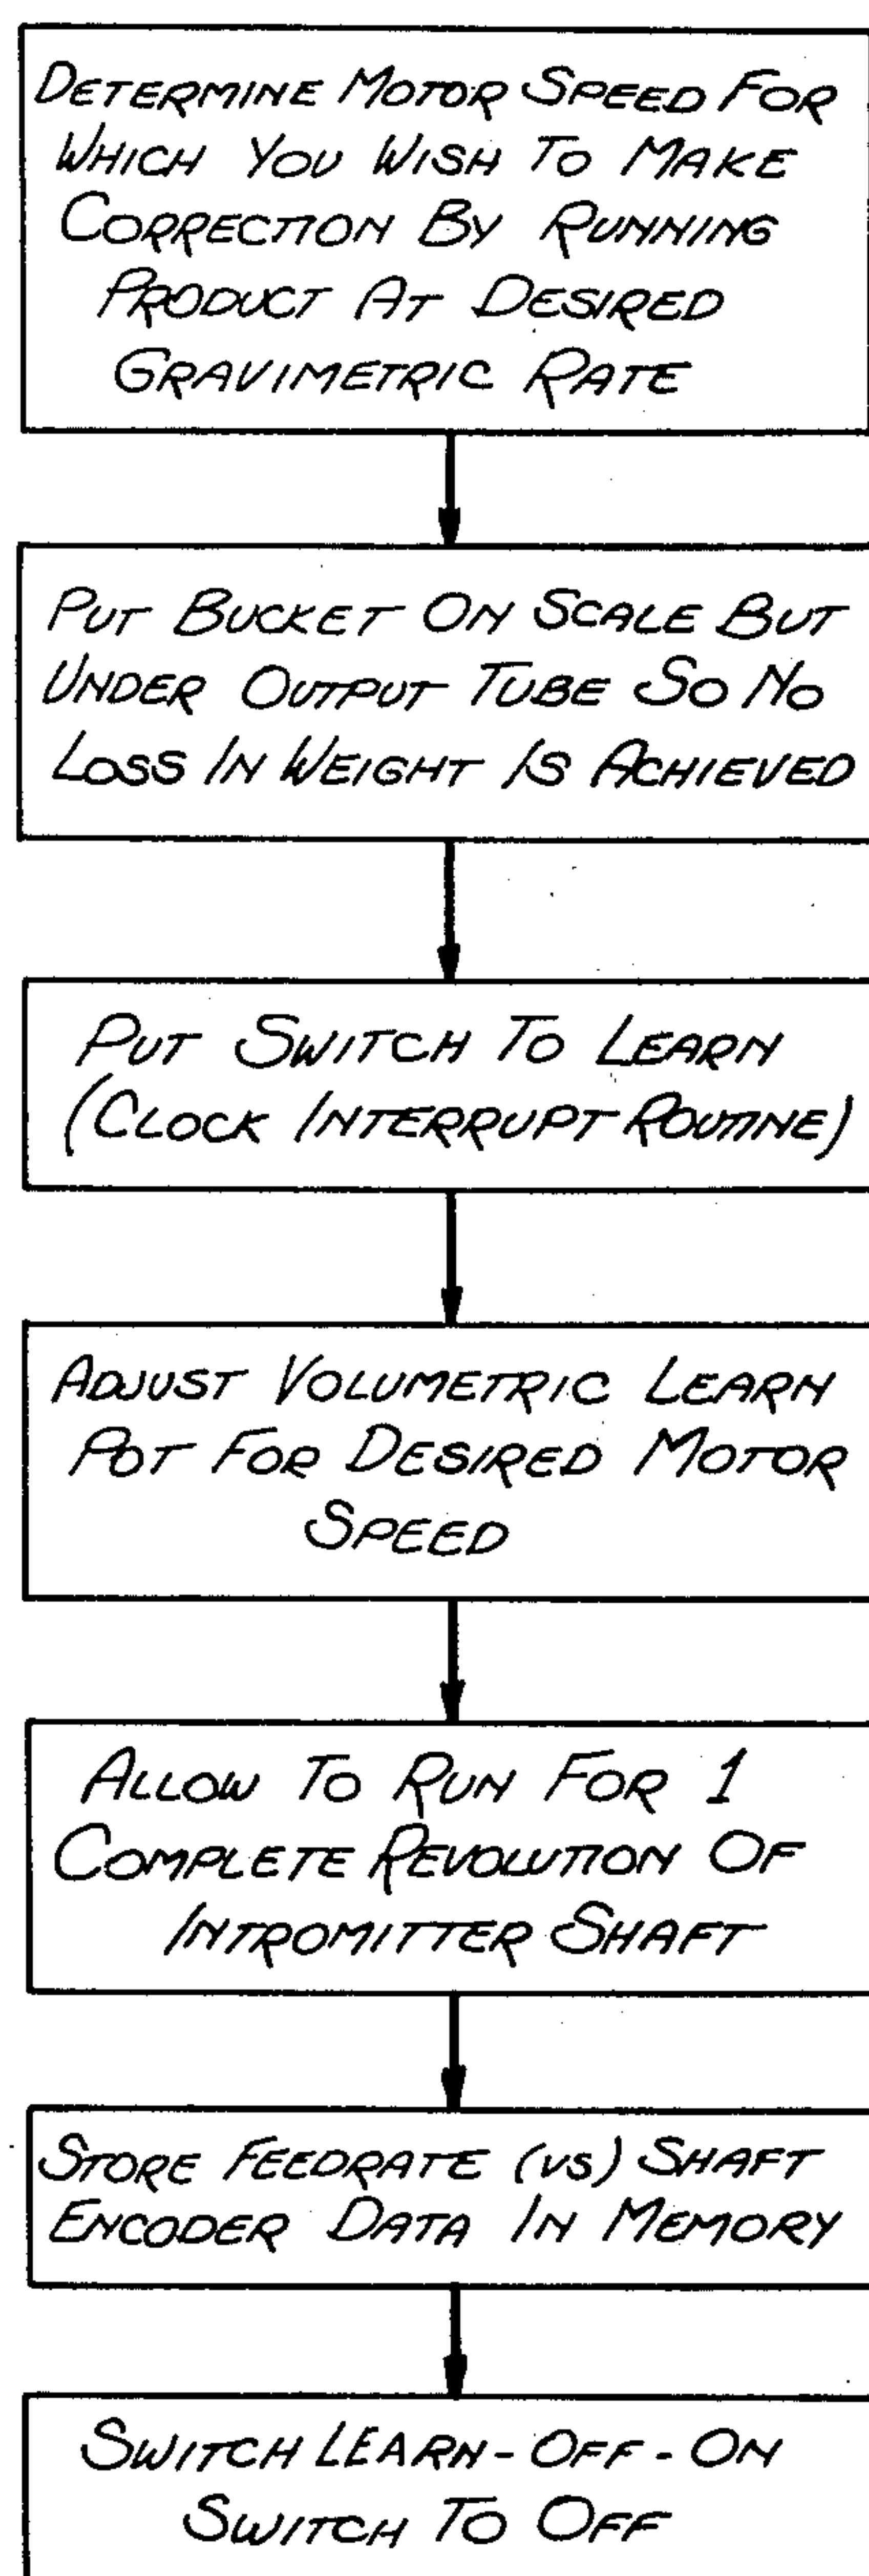 DETERMINE MOTOR SPEED FOR
WHICH YOU WISH TO MAKE
CORRECTION BY RUNNING
PRODUCT AT DESIRED
GRAVIMETRIC RATE
PUT BUCKET ON SCALE BUT
UNDER OUTPUT TUBE SO NO
LOSS IN WEIGHT IS ACHIEVED
PUT SWITCH TO LEARN
(CLOCK INTERRUPT ROUTINE)
ADJUST VOLUMETRIC LEARN
POT FOR DESIRED MOTOR
SPEED
ALLOW TO RUN FOR 1
COMPLETE REVOLUTION OF
INTROMITTER SHAFT
STORE FEEDRATE (VS) SHAFT
ENCODER DATA IN MEMORY
SWITCH LEARN-OFF-ON
SWITCH TO OFF